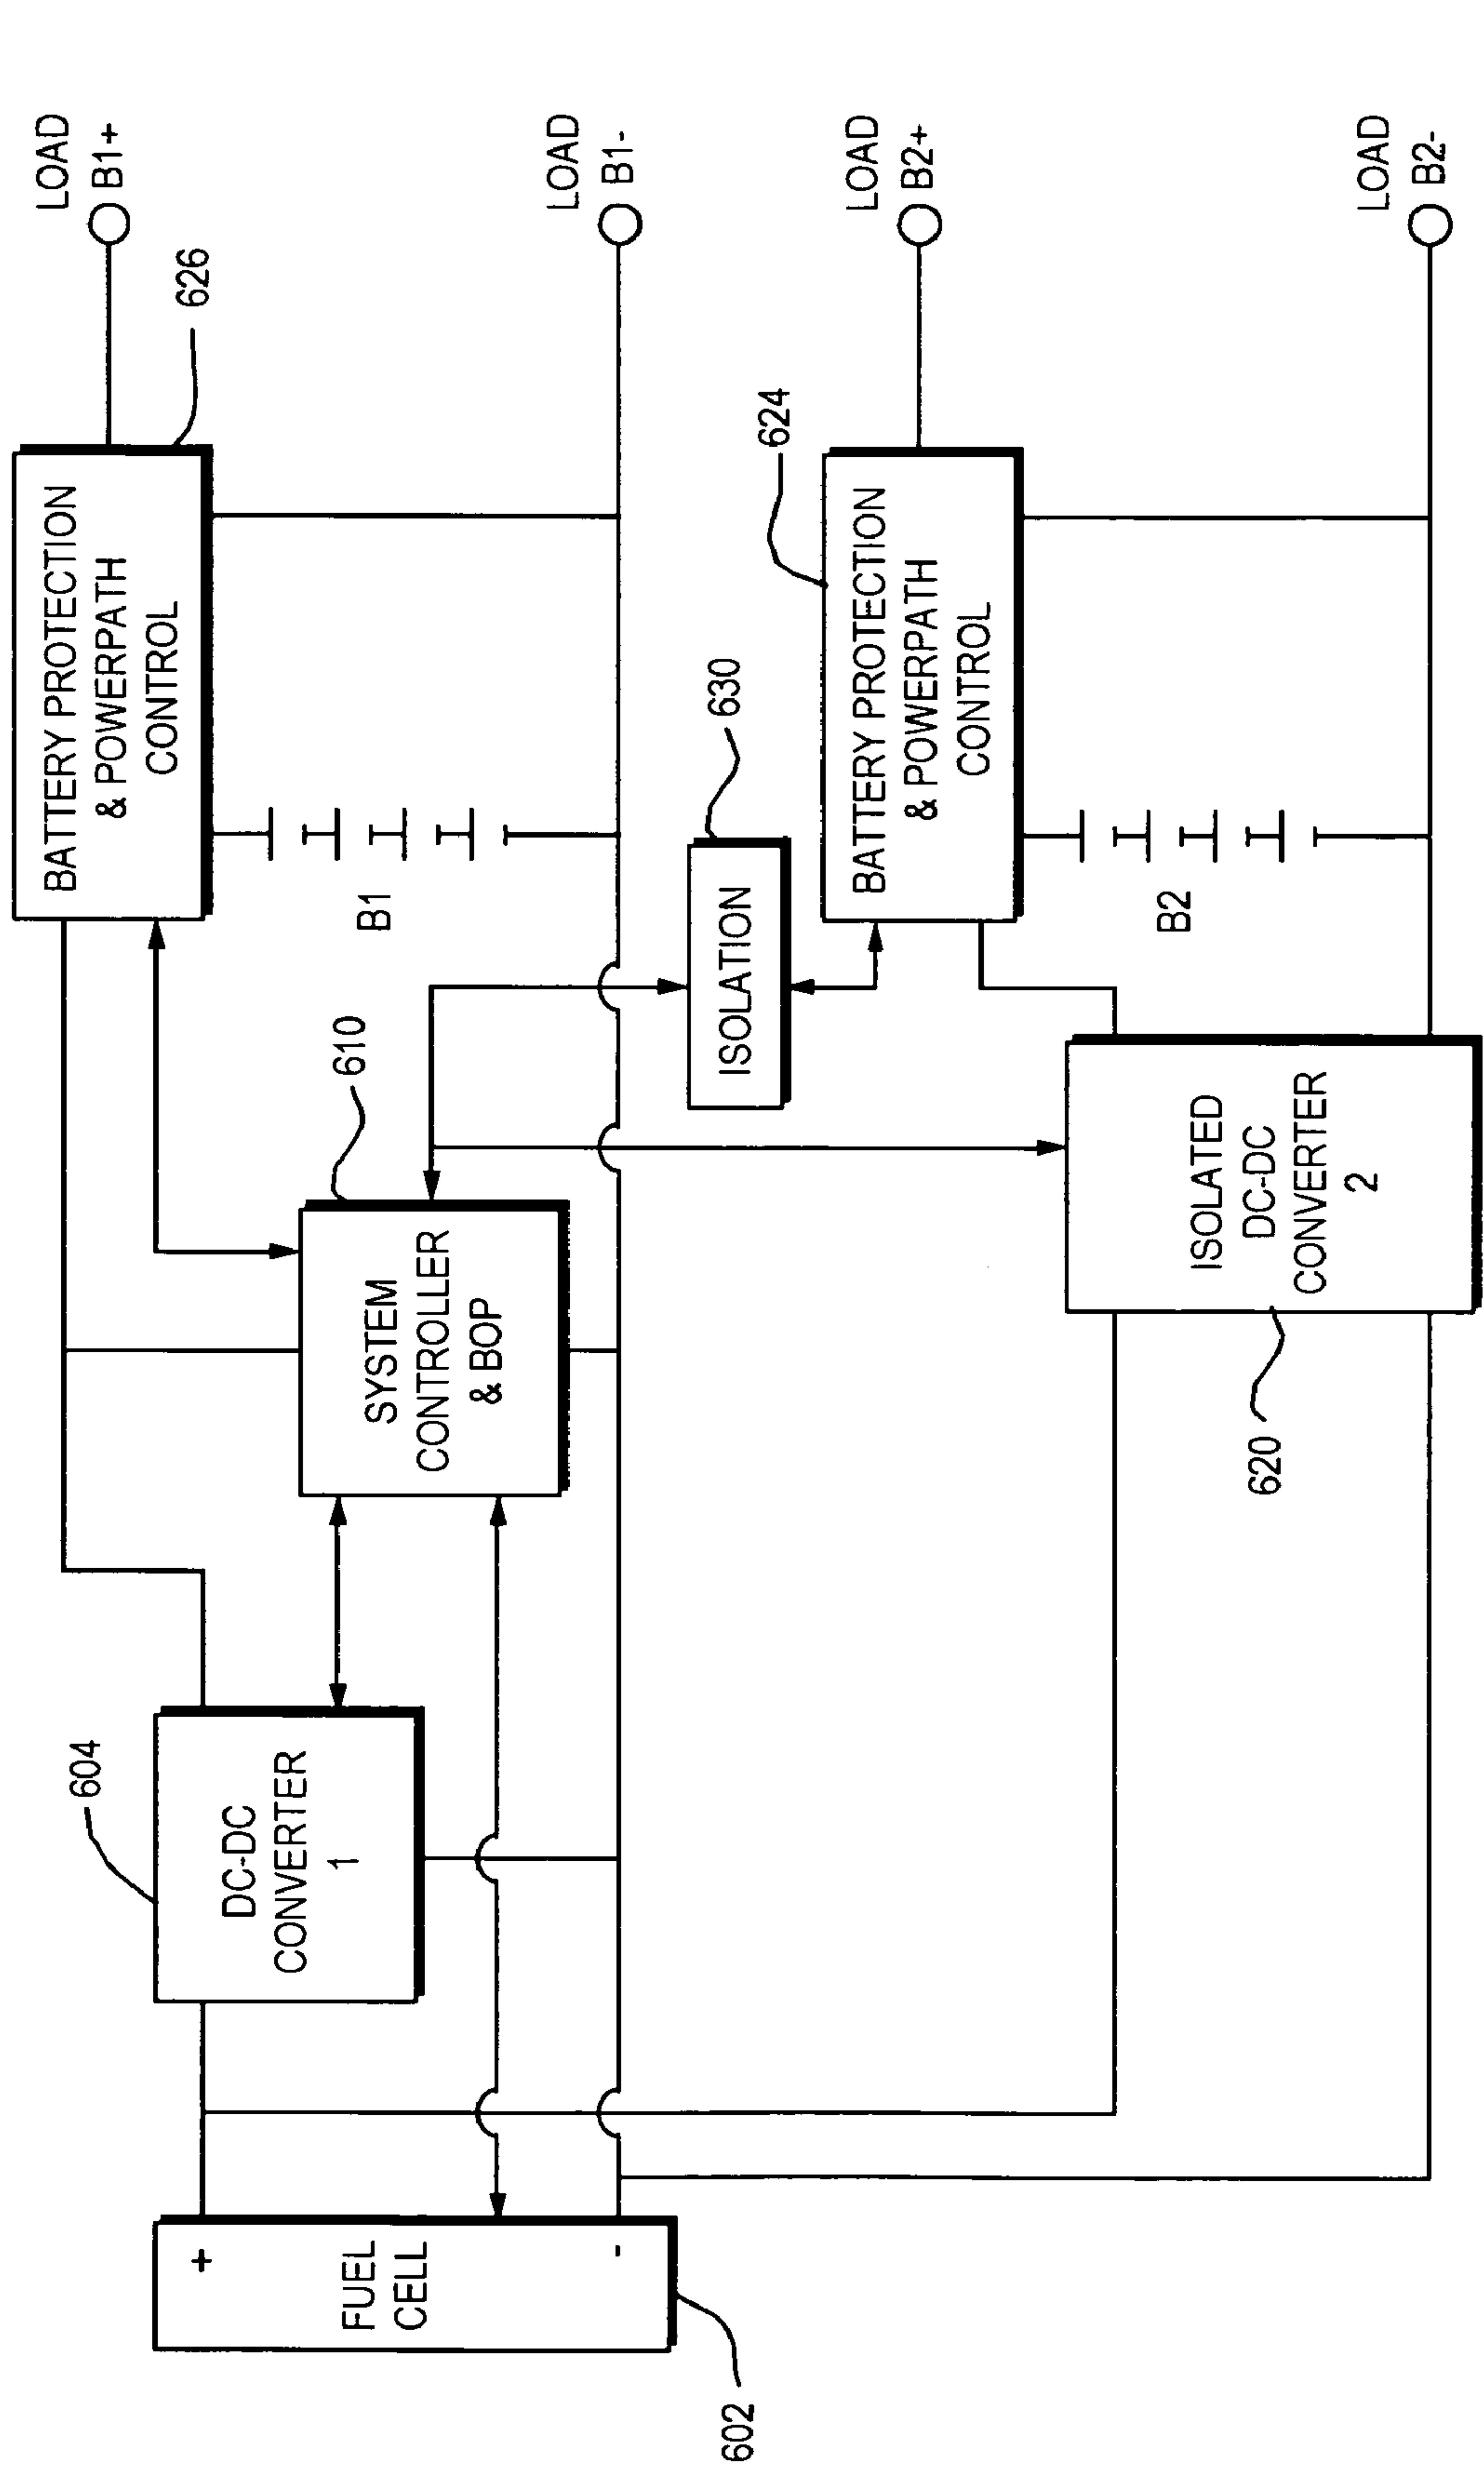 LOAD
B1+
626
BATTERY PROTECTION
& POWERPATH
CONTROL
B1
LOAD
B1-
610
SYSTEM
CONTROLLER
& BOP
604
DC-DC
CONVERTER
1
+
FUEL
CELL
-
602
630
ISOLATION
LOAD
B2+
624
BATTERY PROTECTION
& POWERPATH
CONTROL
B2
LOAD
B2-
ISOLATED
DC-DC
CONVERTER
2
620